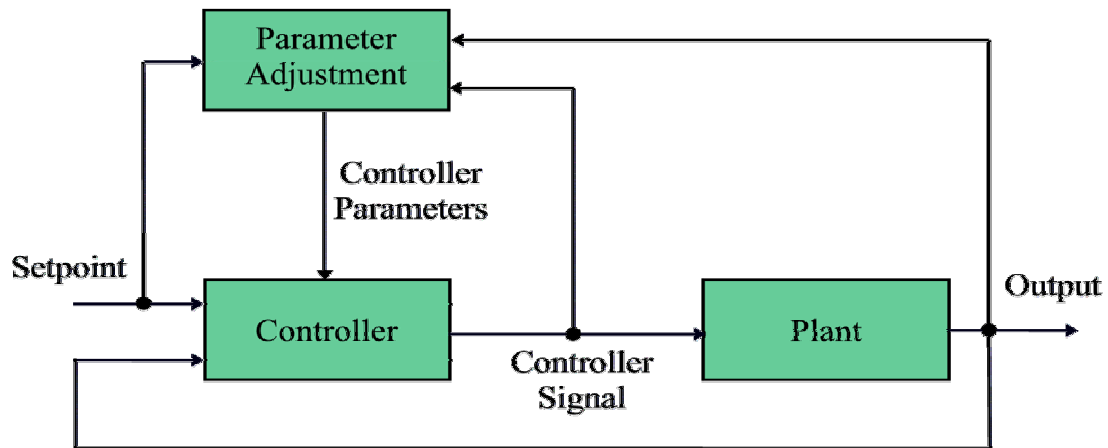 Parameter
Adjustment
Controller
Parameters
Setpoint
Output
Controller
Plant
Controller
Signal